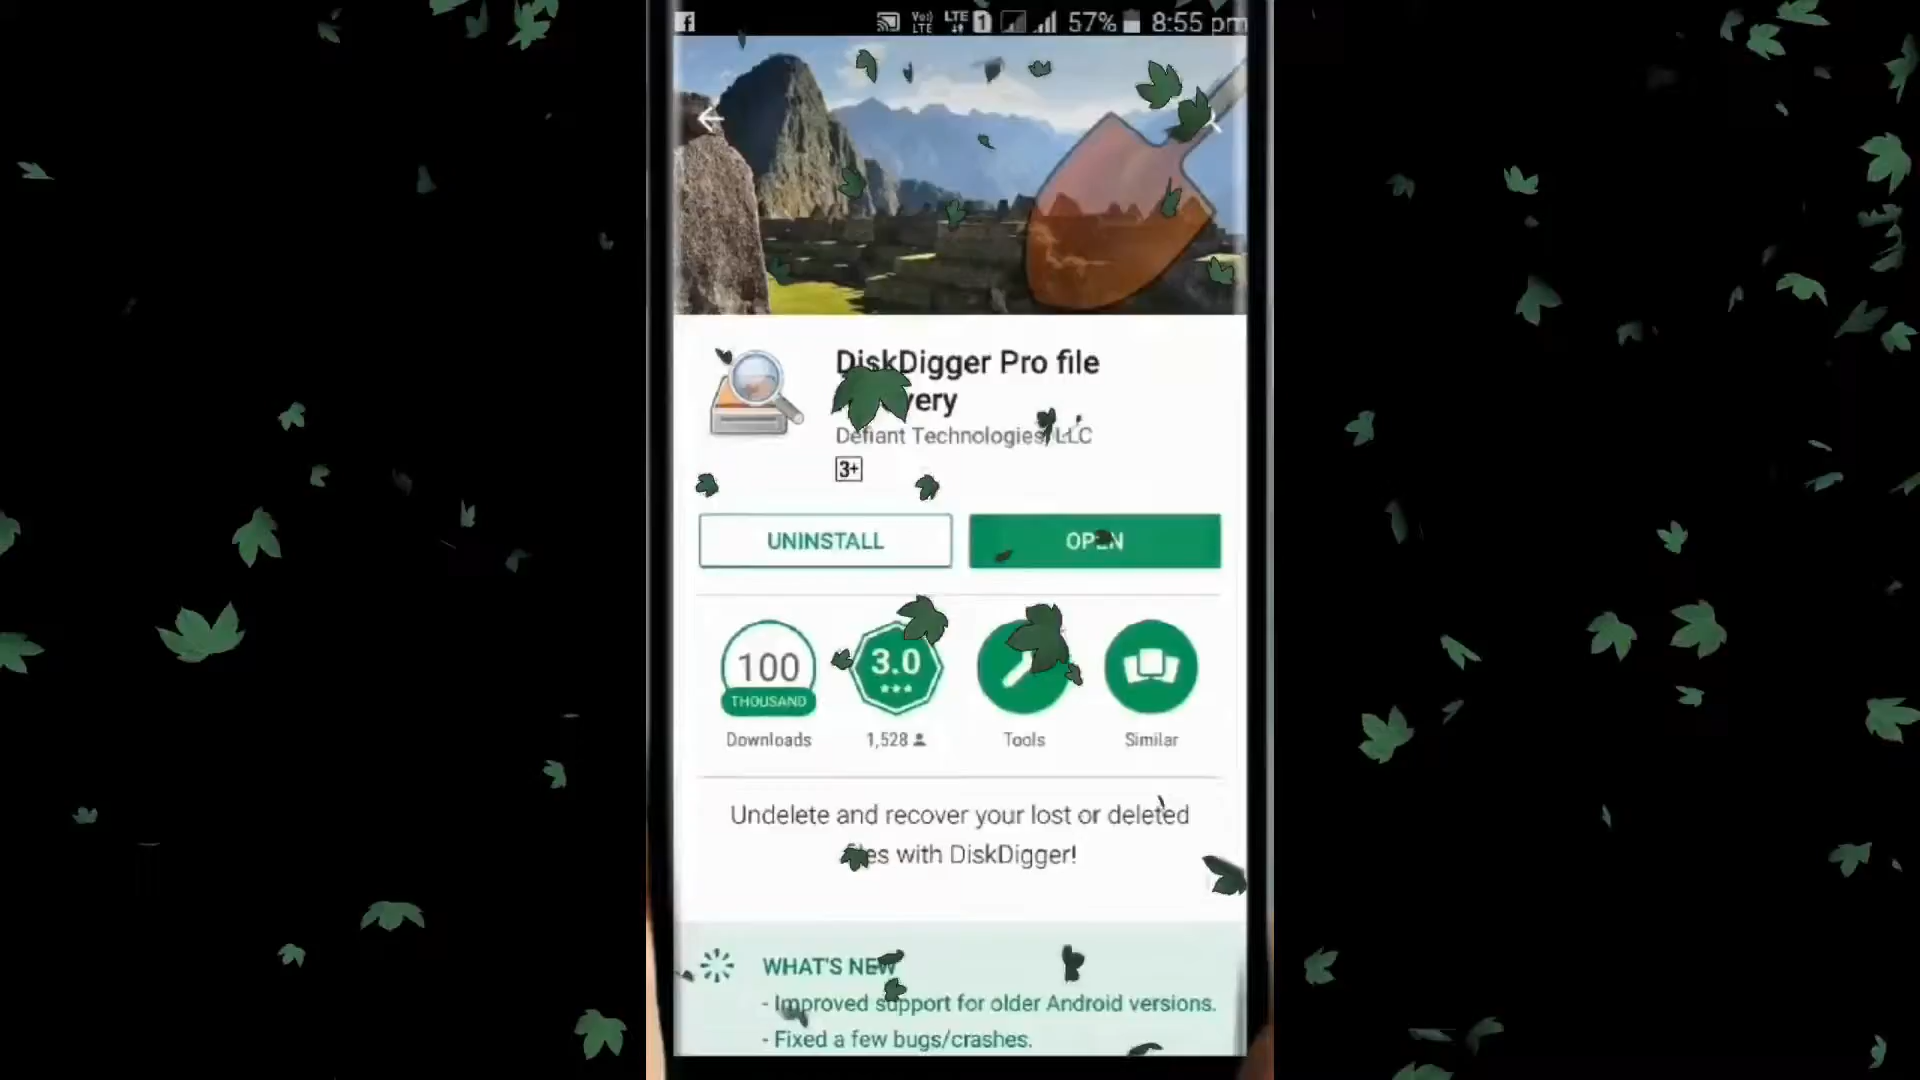 57% 8:55 pm
DiskDigger Pro file
very
Defiant Technologies, LLC
3+
UNINSTALL
OPEN
100
THOUSAND
Downloads
3.0
1,528
Tools
Similar
Undelete and recover your lost or deleted
files with DiskDigger!
WHAT'S NEW
- Improved support for older Android versions.
- Fixed a few bugs/crashes.